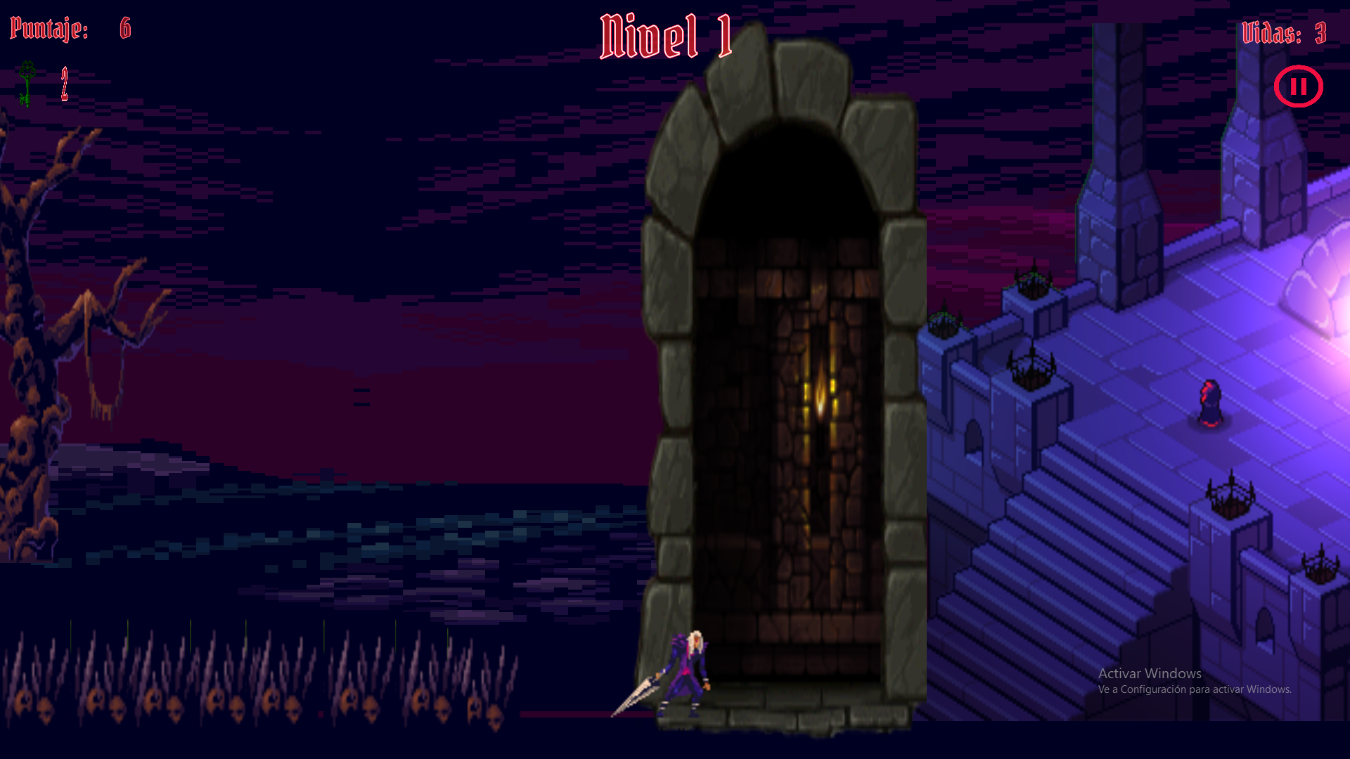 Puntaje: 6
Nivel 1
Vidas: 3
2
Activar Windows
Ve a Configuración para activar Windows.